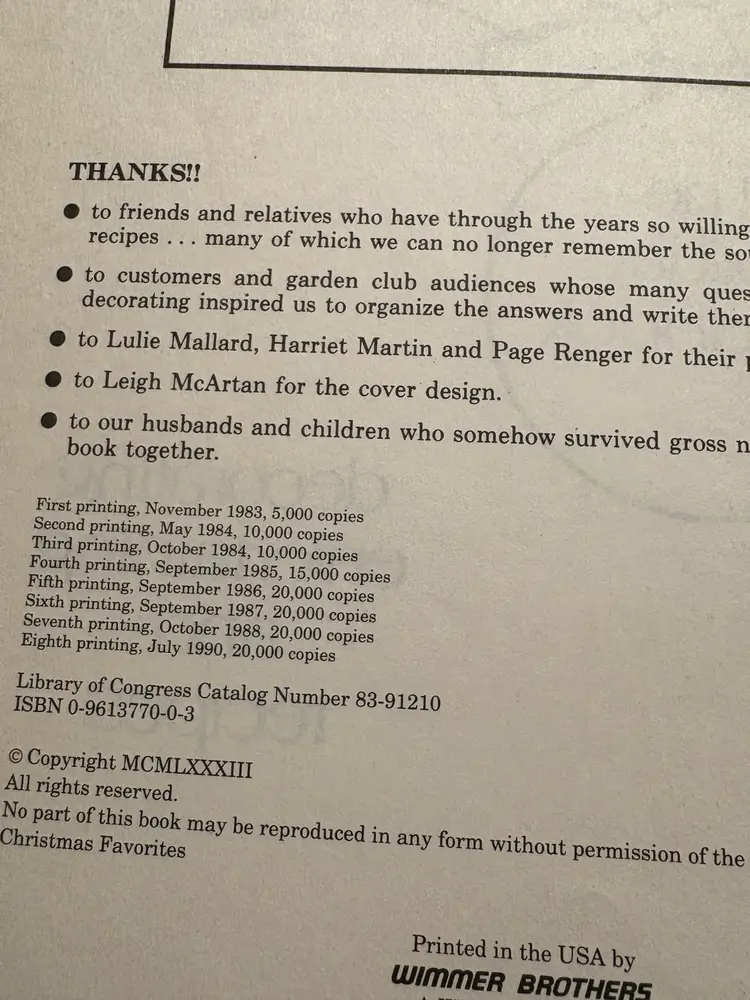 THANKS!!
● to friends and relatives who have through the years so willing
recipes . . . many of which we can no longer remember the
● to customers and garden club audiences whose many
decorating inspired us to organize the answers and write
● to Lulie Mallard, Harriet Martin and Page Renger for their
● to Leigh McArtan for the cover design.
● to our husbands and children who somehow survived gross
book together.
First printing, November 1983, 5,000 copies
Second printing, May 1984, 10,000 copies
Third printing, October 1984, 10,000 copies
Fourth printing, September 1985, 15,000 copies
Fifth printing, September 1986, 20,000 copies
Sixth printing, September 1987, 20,000 copies
Seventh printing, October 1988, 20,000 copies
Eighth printing, July 1990, 20,000 copies
Library of Congress Catalog Number 83-91210
ISBN 0-9613770-0-3
© Copyright MCMLXXXIII
All rights reserved.
No part of this book may be reproduced in any form without permission of the
Christmas Favorites
Printed in the USA by
WIMMER BROTHERS